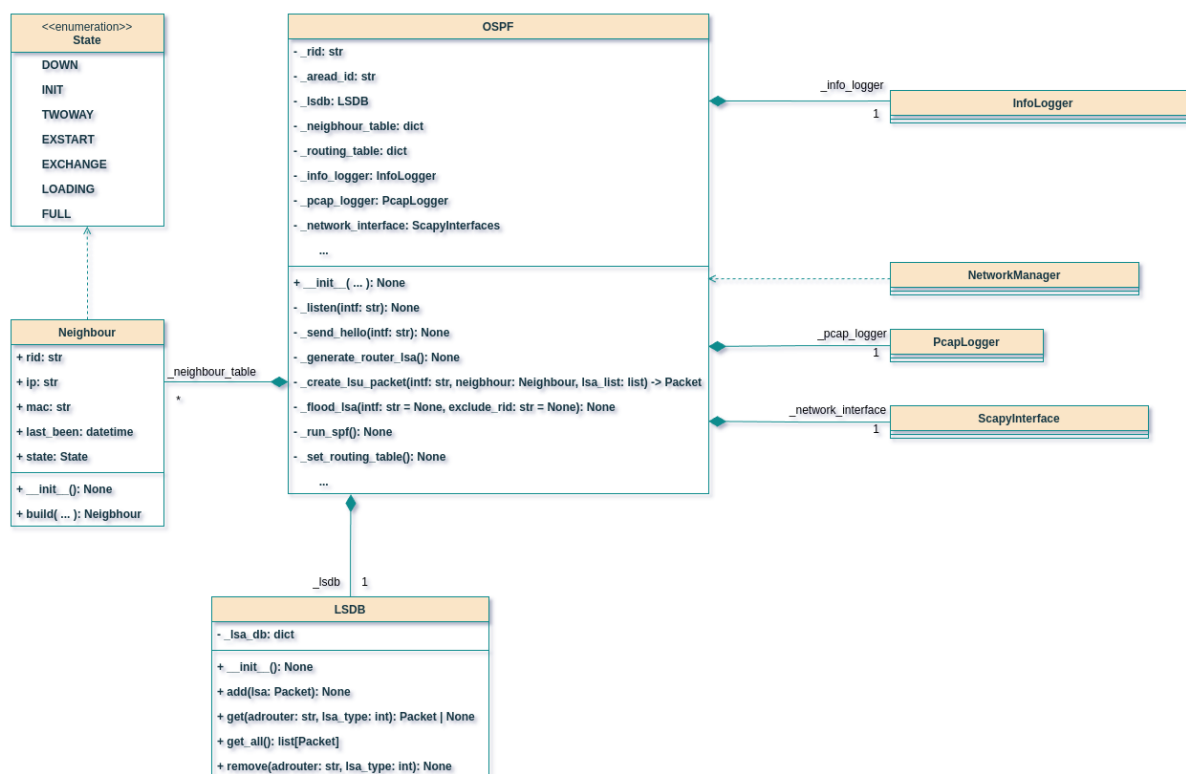 <<enumeration>>
State
DOWN
INIT
TWOWAY
EXSTART
EXCHANGE
LOADING
FULL
OSPF
- _rid: str
- _aread_id: str
- _lsdb: LSDB
- _neigbhour_table: dict
- _routing_table: dict
- _info_logger: InfoLogger
- _pcap_logger: PcapLogger
- _network_interface: ScapyInterfaces
...
+ __init__( ... ): None
- _listen(intf: str): None
- _send_hello(intf: str): None
- _generate_router_lsa(): None
- _create_lsu_packet(intf: str, neigbhour: Neighbour, lsa_list: list) -> Packet
- _flood_lsa(intf: str = None, exclude_rid: str = None): None
- _run_spf(): None
- _set_routing_table(): None
...
_info_logger
1
InfoLogger
NetworkManager
_pcap_logger
1
PcapLogger
_network_interface
1
ScapyInterface
Neighbour
+ rid: str
+ ip: str
+ mac: str
+ last_been: datetime
+ state: State
+ __init__(): None
+ build( ... ): Neigbhour
_neighbour_table
*
_lsdb 1
LSDB
- _lsa_db: dict
+ __init__(): None
+ add(lsa: Packet): None
+ get(adrouter: str, lsa_type: int): Packet | None
+ get_all(): list[Packet]
+ remove(adrouter: str, lsa_type: int): None